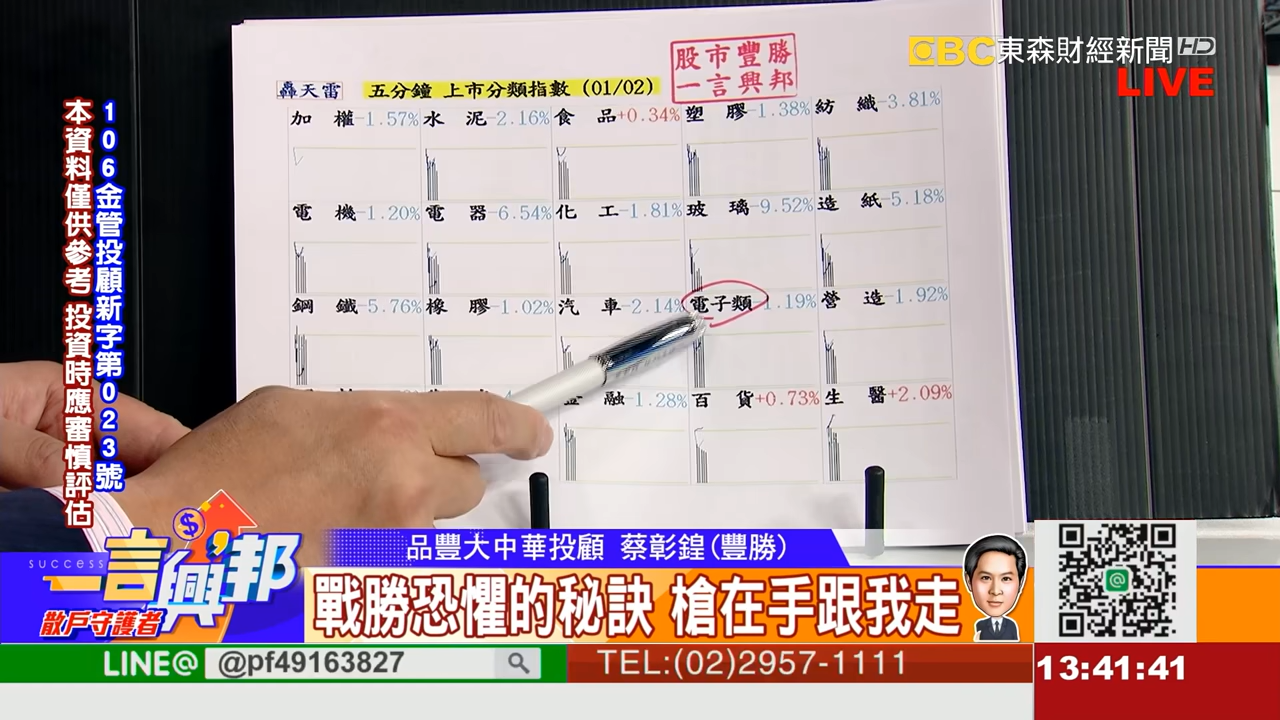 EBC東森財經新聞HD
LIVE
股市豐勝
一言興邦
轟天雷 五分鐘 上市分類指數 (01/02)
加權-1.57% 水泥-2.16% 食品+0.34% 塑膠-1.38% 紡織-3.81%
電機-1.20% 電器-6.54% 化工-1.81% 玻璃-9.52% 造紙-5.18%
鋼鐵-5.76% 橡膠-1.02% 汽車-2.14% 電子類-1.19% 營造-1.92%
金融-1.28% 百貨+0.73% 生醫+2.09%
106金管投顧新字第023號
本資料僅供參考 投資時應審慎評估
success
一言興邦
散戶守護者
品豐大中華投顧 蔡彰鍠(豐勝)
戰勝恐懼的秘訣 槍在手跟我走
LINE@ @pf49163827 TEL:(02)2957-1111
13:41:41